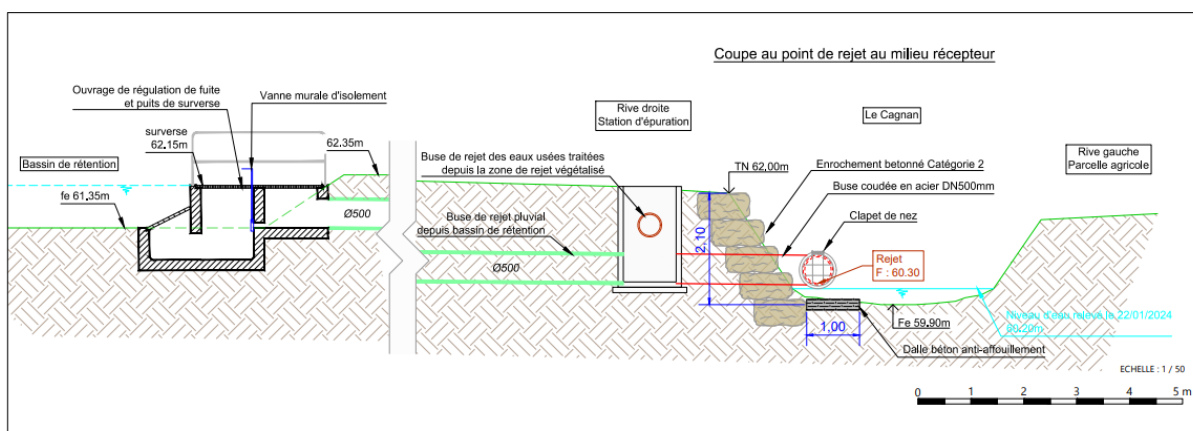 Coupe au point de rejet au milieu récepteur
Ouvrage de régulation de fuite
et puits de surverse
Vanne murale d'isolement
surverse
62.15m
62.35m
Bassin de rétention
fe 61.35m
Ø500
Rive droite
Station d'épuration
Le Cagnan
Rive gauche
Parcelle agricole
Buse de rejet des eaux usées traitées
depuis la zone de rejet végétalisé
TN 62,00m
Enrochement betonné Catégorie 2
Buse coudée en acier DN500mm
Clapet de nez
Buse de rejet pluvial
depuis bassin de rétention
Ø500
2,10
Rejet
F : 60.30
Niveau d'eau relevé le 22/01/2024
60.20m
Fe 59.90m
1,00
Dalle béton anti-affouillement
ECHELLE : 1 / 50
0 1 2 3 4 5 m